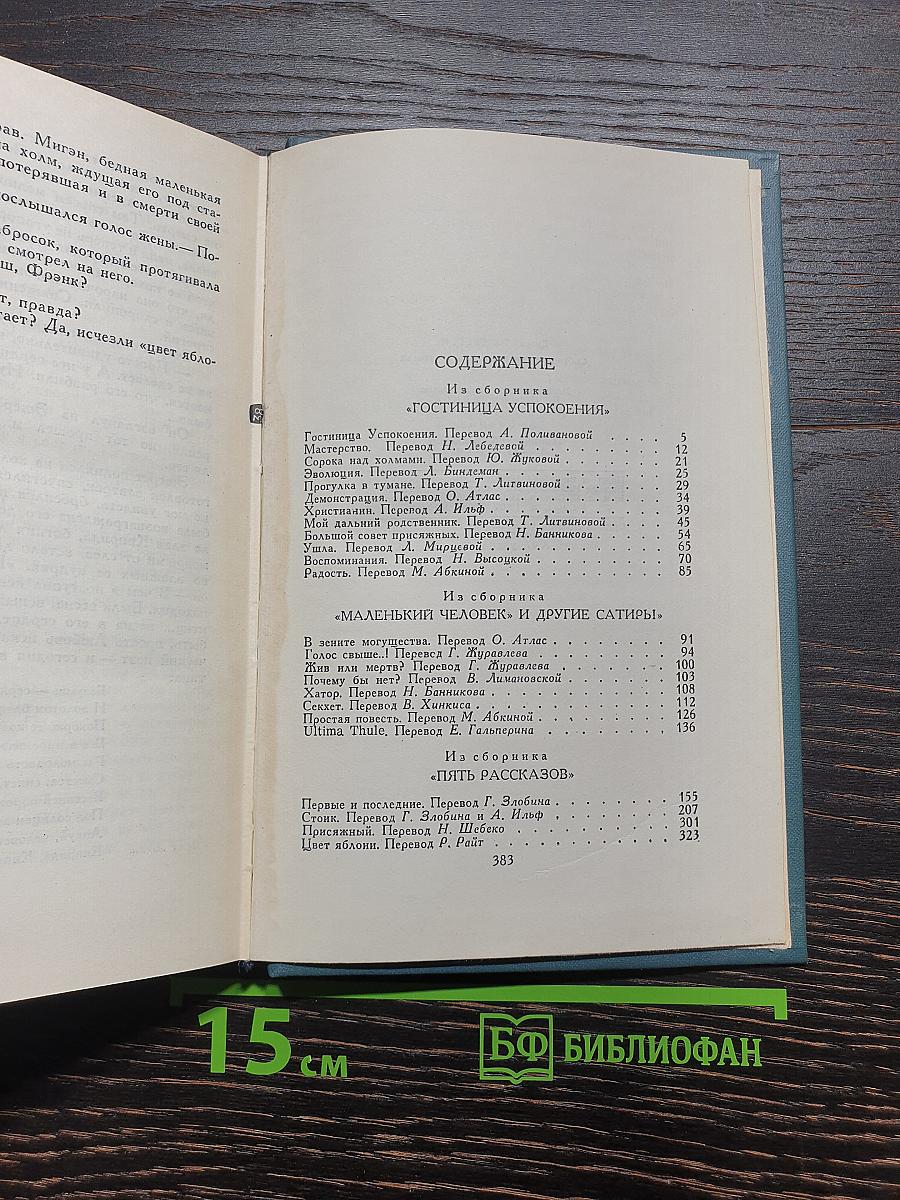 рав. Мигэн, бедная маленькая
на холм, ждущая его под ста-
потерявшая и в смерти своей
послышался голос жены.— По-
бросок, который протягивала
смотрел на него.
ш, Фрэнк?
т, правда?
тает? Да, исчезли «цвет ябло-
СОДЕРЖАНИЕ
Из сборника
«ГОСТИНИЦА УСПОКОЕНИЯ»
Гостиница Успокоения. Перевод А. Поливановой . . . . 5
Мастерство. Перевод Н. Лебедевой . . . . . . . . . 12
Сорока над холмами. Перевод Ю. Жуковой . . . . . . . 21
Эволюция. Перевод Л. Биндеман . . . . . . . . . . 25
Прогулка в тумане. Перевод Т. Литвиновой . . . . . . . 29
Демонстрация. Перевод О. Атлас . . . . . . . . . . 34
Христианин. Перевод А. Ильф . . . . . . . . . . . 39
Мой дальний родственник. Перевод Т. Литвиновой . . . . 45
Большой совет присяжных. Перевод Н. Банникова . . . . . 54
Ушла. Перевод Л. Мирцевой . . . . . . . . . . . 65
Воспоминания. Перевод Н. Высоцкой . . . . . . . . 70
Радость. Перевод М. Абкиной . . . . . . . . . . . 85
Из сборника
«МАЛЕНЬКИЙ ЧЕЛОВЕК» И ДРУГИЕ САТИРЫ»
В зените могущества. Перевод О. Атлас . . . . . . . . 91
Голос свыше..! Перевод Г. Журавлева . . . . . . . . . 94
Жив или мертв? Перевод Г. Журавлева . . . . . . . 100
Почему бы нет? Перевод В. Лимановской . . . . . . . 103
Хатор. Перевод Н. Банникова . . . . . . . . . . . 108
Секхет. Перевод В. Хинкиса . . . . . . . . . . . . 112
Простая повесть. Перевод М. Абкиной . . . . . . . . 126
Ultima Thule. Перевод Е. Гальперина . . . . . . . . 136
Из сборника
«ПЯТЬ РАССКАЗОВ»
Первые и последние. Перевод Г. Злобина . . . . . . . . 155
Стоик. Перевод Г. Злобина и А. Ильф . . . . . . . . 207
Присяжный. Перевод Н. Шебеко . . . . . . . . . . 301
Цвет яблони. Перевод Р. Райт . . . . . . . . . . . 323
383
15 см
БФ БИБЛИОФАН